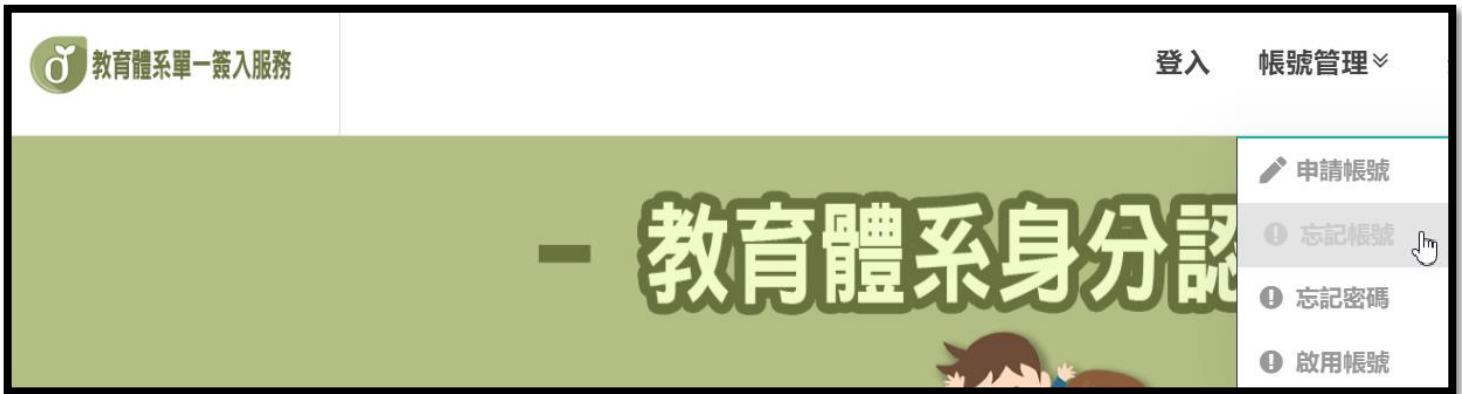 教育體系單一簽入服務
登入 帳號管理
申請帳號
－ 教育體系身分認
忘記帳號
忘記密碼
啟用帳號